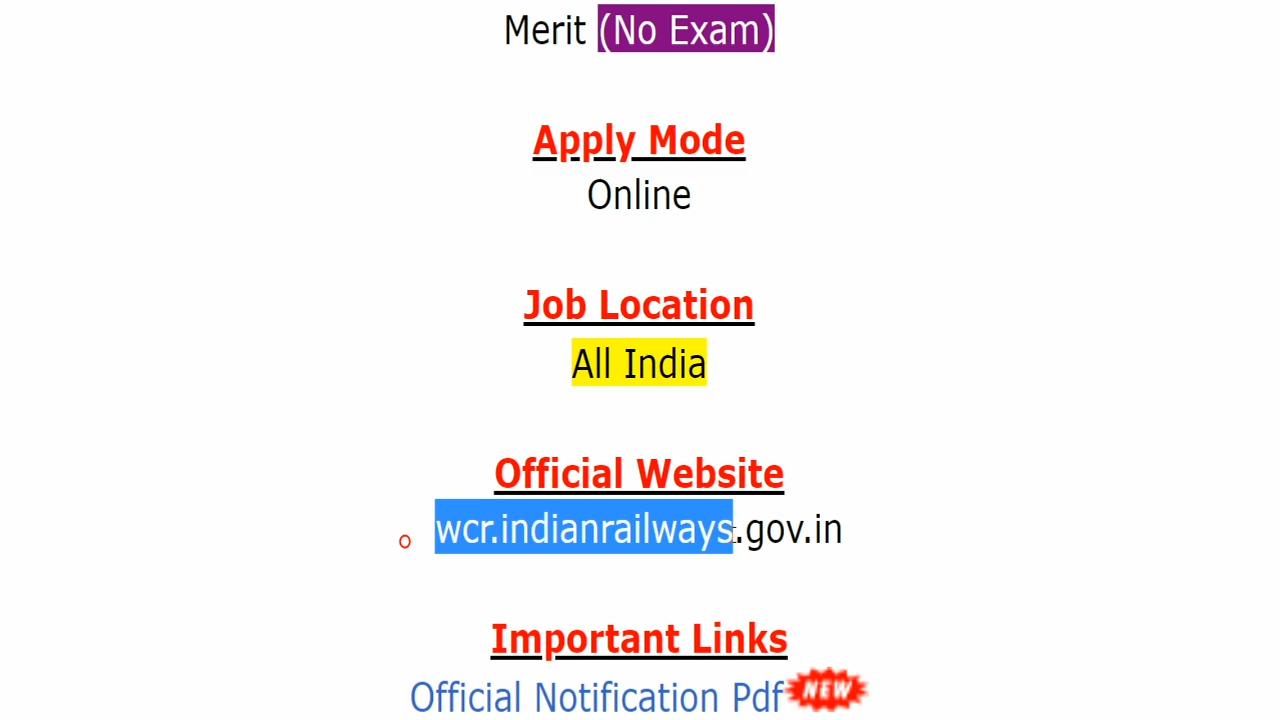 Merit (No Exam)
Apply Mode
Online
Job Location
All India
Official Website
wcr.indianrailways.gov.in
Important Links
Official Notification Pdf NEW